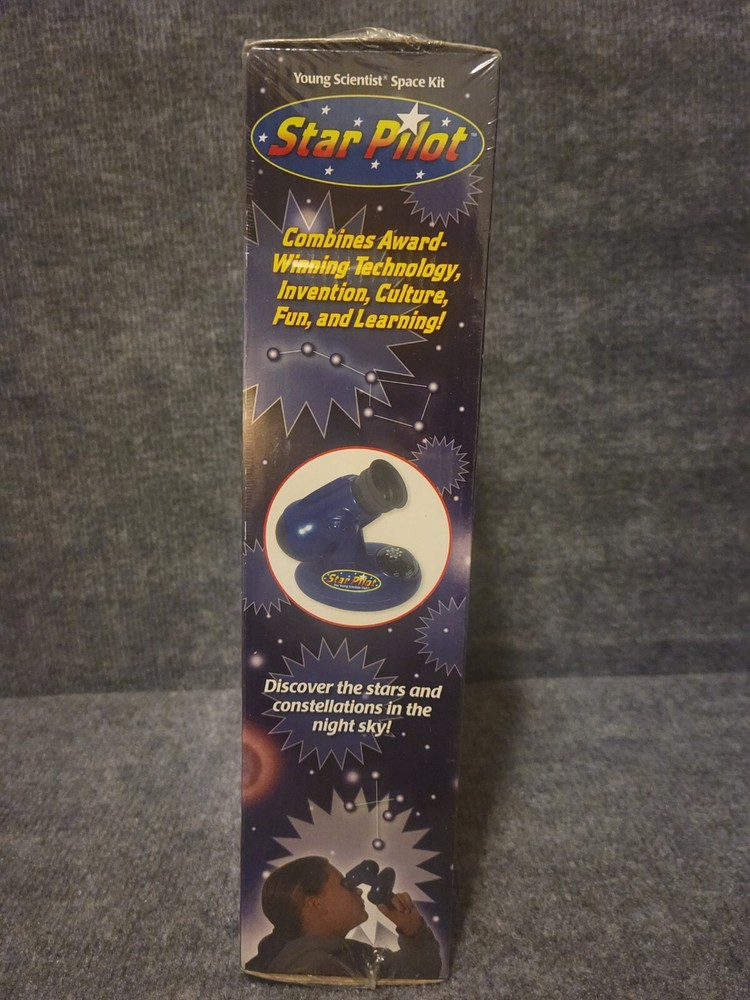 Young Scientist® Space Kit
Star Pilot™
Combines Award-
Winning Technology,
Invention, Culture,
Fun, and Learning!
Star Pilot
Discover the stars and
constellations in the
night sky!